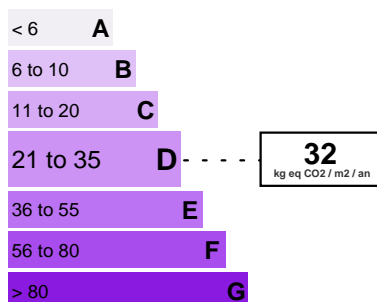 < 6 A
6 to 10 B
11 to 20 C
21 to 35 D
32
kg eq CO2 / m2 / an
36 to 55 E
56 to 80 F
> 80 G